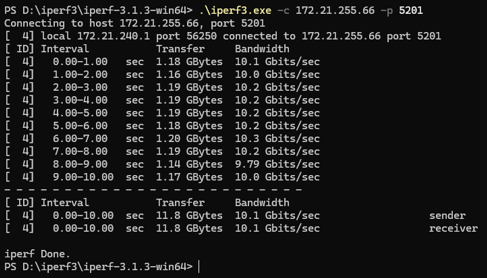 PS D:\iperf3\iperf-3.1.3-win64> .\iperf3.exe -c 172.21.255.66 -p 5201
Connecting to host 172.21.255.66, port 5201
[  4] local 172.21.240.1 port 56250 connected to 172.21.255.66 port 5201
[ ID] Interval           Transfer     Bandwidth
[  4]   0.00-1.00   sec  1.18 GBytes  10.1 Gbits/sec
[  4]   1.00-2.00   sec  1.16 GBytes  10.0 Gbits/sec
[  4]   2.00-3.00   sec  1.19 GBytes  10.2 Gbits/sec
[  4]   3.00-4.00   sec  1.19 GBytes  10.2 Gbits/sec
[  4]   4.00-5.00   sec  1.19 GBytes  10.2 Gbits/sec
[  4]   5.00-6.00   sec  1.18 GBytes  10.2 Gbits/sec
[  4]   6.00-7.00   sec  1.20 GBytes  10.3 Gbits/sec
[  4]   7.00-8.00   sec  1.19 GBytes  10.2 Gbits/sec
[  4]   8.00-9.00   sec  1.14 GBytes  9.79 Gbits/sec
[  4]   9.00-10.00  sec  1.17 GBytes  10.0 Gbits/sec
- - - - - - - - - - - - - - - - - - - - - - - - -
[ ID] Interval           Transfer     Bandwidth
[  4]   0.00-10.00  sec  11.8 GBytes  10.1 Gbits/sec                  sender
[  4]   0.00-10.00  sec  11.8 GBytes  10.1 Gbits/sec                  receiver
iperf Done.
PS D:\iperf3\iperf-3.1.3-win64>